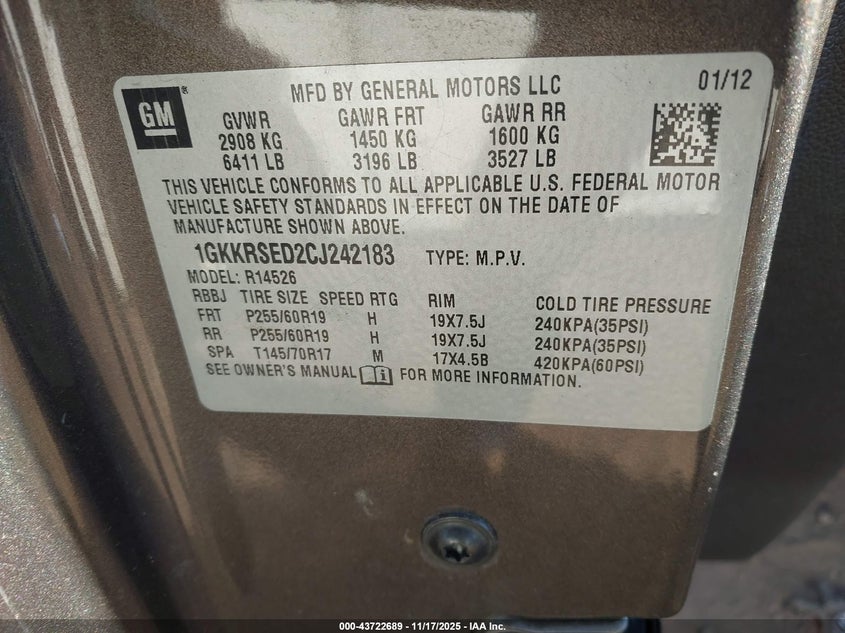 GM®
MFD BY GENERAL MOTORS LLC 01/12
GVWR GAWR FRT GAWR RR
2908 KG 1450 KG 1600 KG
6411 LB 3196 LB 3527 LB
THIS VEHICLE CONFORMS TO ALL APPLICABLE U.S. FEDERAL MOTOR
VEHICLE SAFETY STANDARDS IN EFFECT ON THE DATE OF
MANUFACTURE SHOWN ABOVE.
1GKKRSED2CJ242183 TYPE: M.P.V.
MODEL: R14526
RBBJ TIRE SIZE SPEED RTG RIM COLD TIRE PRESSURE
FRT P255/60R19 H 19X7.5J 240KPA(35PSI)
RR P255/60R19 H 19X7.5J 240KPA(35PSI)
SPA T145/70R17 M 17X4.5B 420KPA(60PSI)
SEE OWNER'S MANUAL FOR MORE INFORMATION.
000-43722689 - 11/17/2025 - IAA Inc.